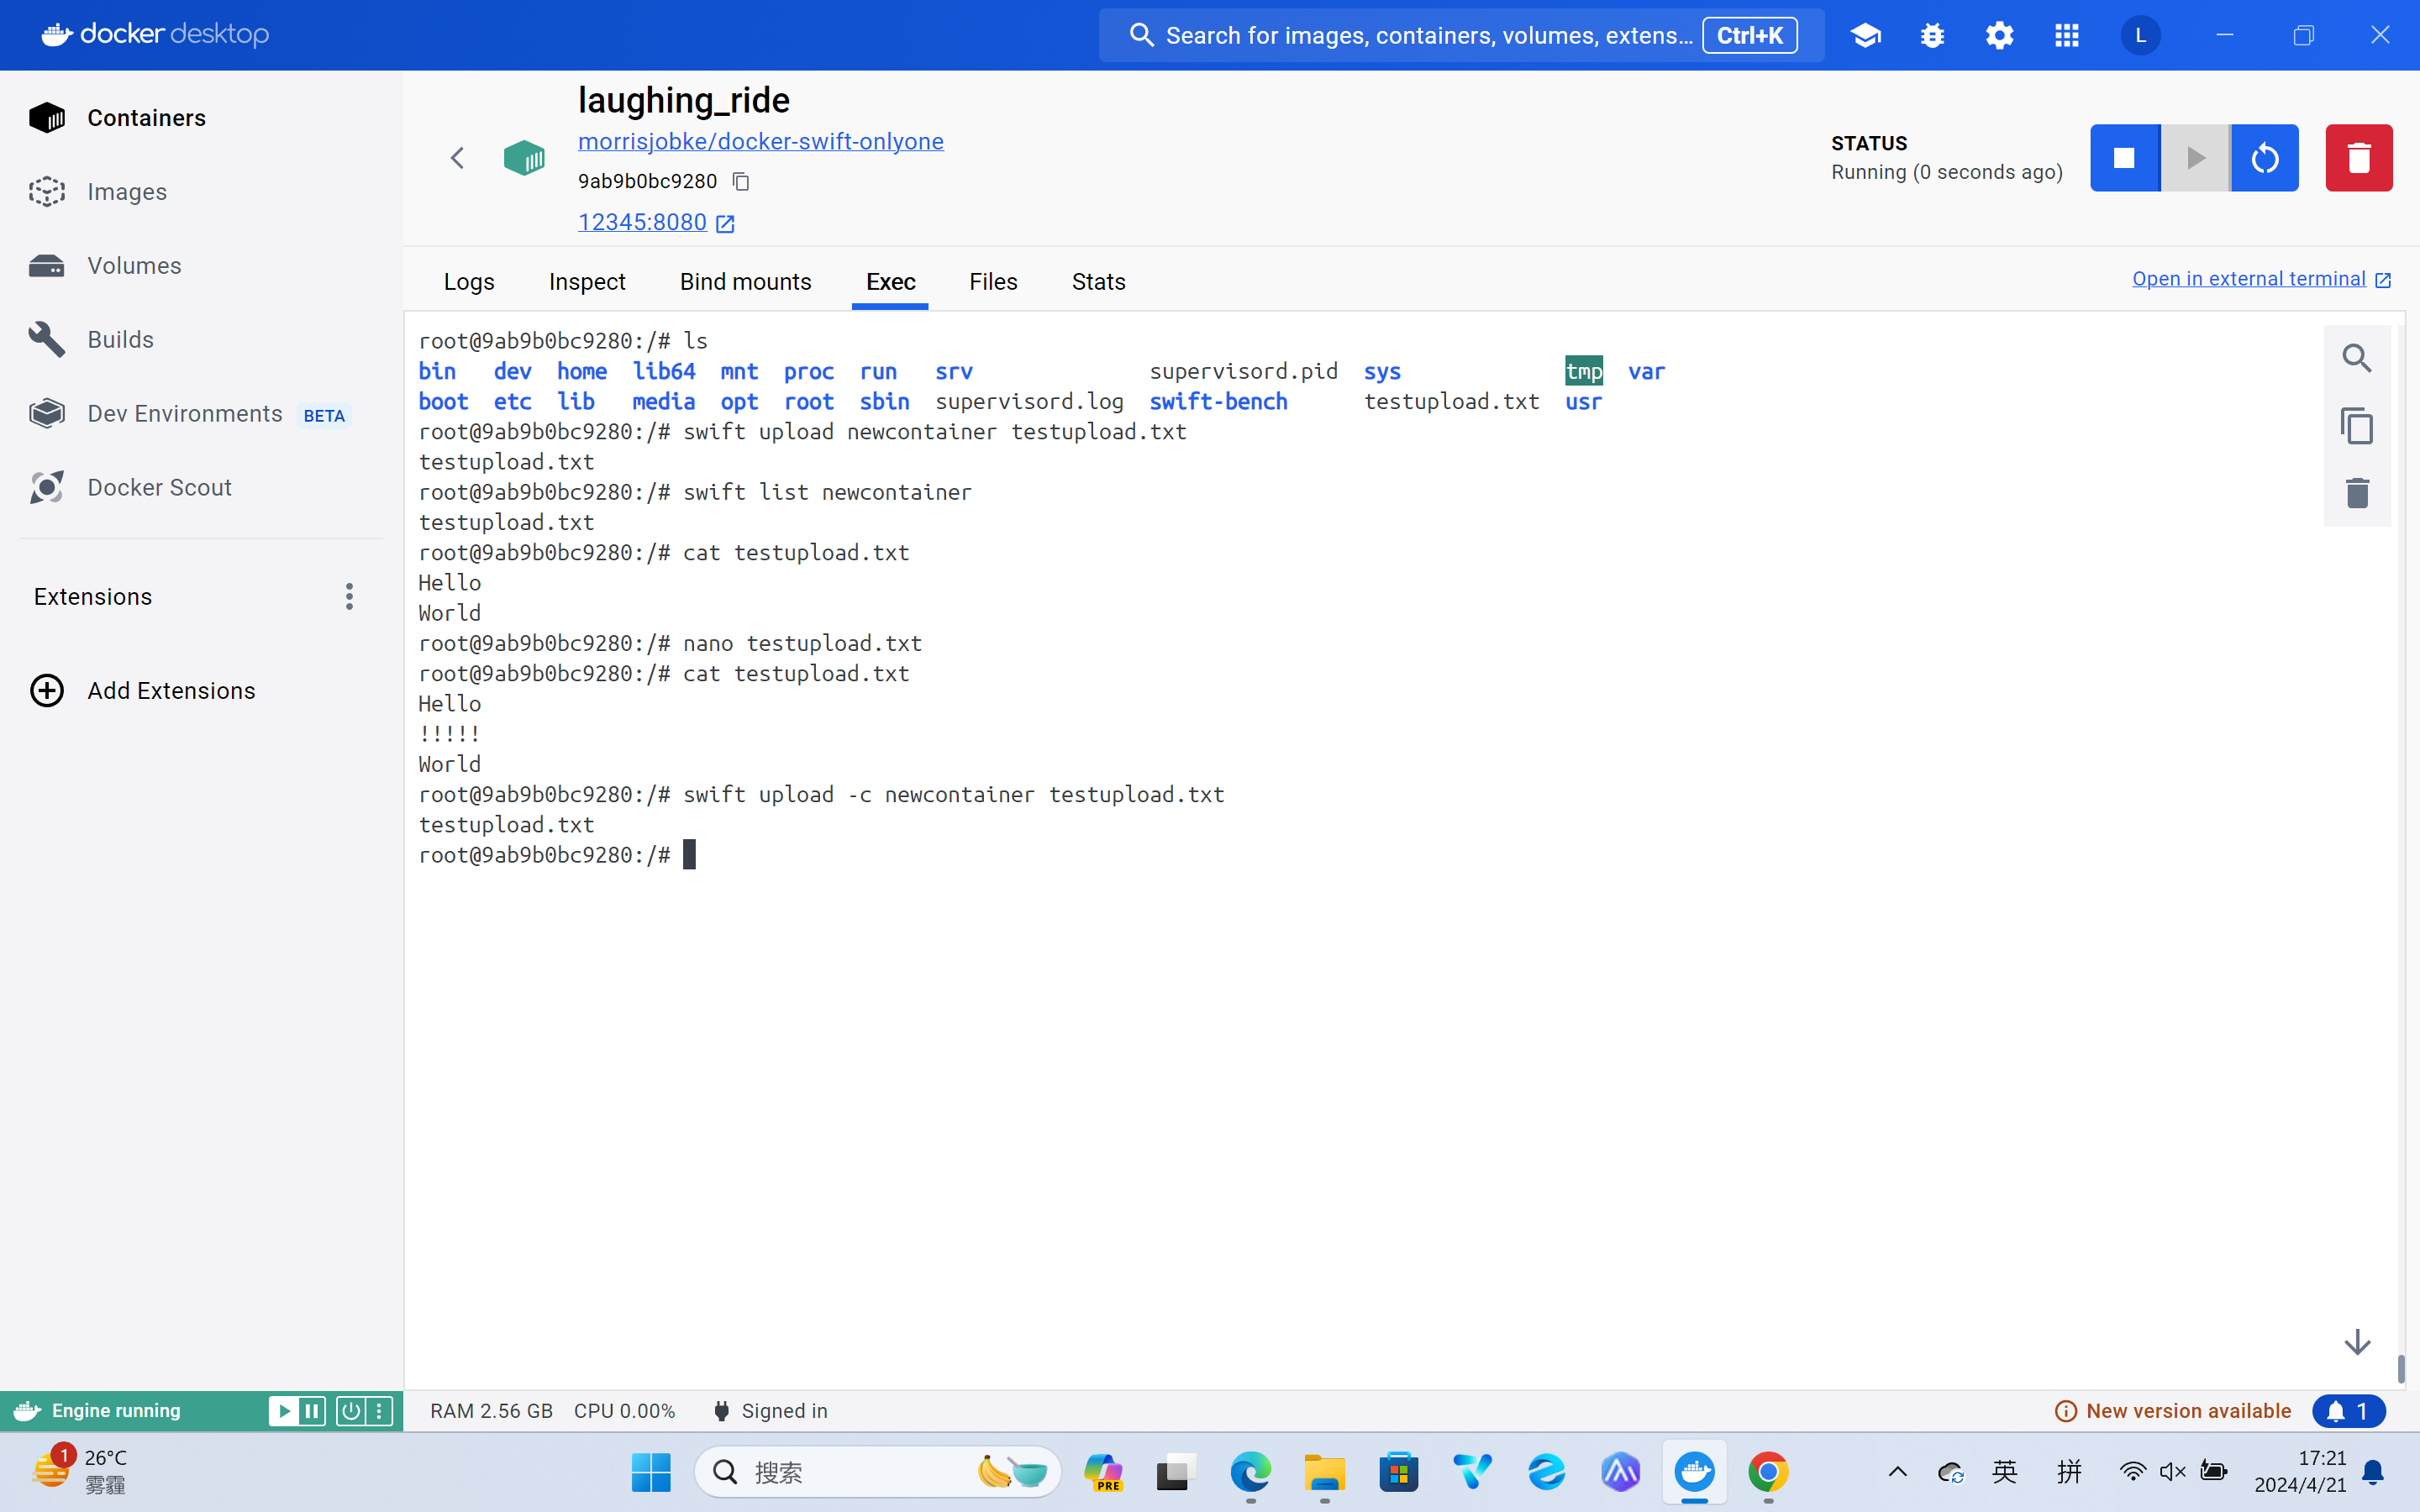 docker desktop
Search for images, containers, volumes, extens... Ctrl+K
L
Containers
Images
Volumes
Builds
Dev Environments BETA
Docker Scout
Extensions
Add Extensions
laughing_ride
morrisjobke/docker-swift-onlyone
9ab9b0bc9280
12345:8080
STATUS
Running (0 seconds ago)
Logs Inspect Bind mounts Exec Files Stats
Open in external terminal
root@9ab9b0bc9280:/# ls
bin dev home lib64 mnt proc run srv supervisord.pid sys tmp var
boot etc lib media opt root sbin supervisord.log swift-bench testupload.txt usr
root@9ab9b0bc9280:/# swift upload newcontainer testupload.txt
testupload.txt
root@9ab9b0bc9280:/# swift list newcontainer
testupload.txt
root@9ab9b0bc9280:/# cat testupload.txt
Hello
World
root@9ab9b0bc9280:/# nano testupload.txt
root@9ab9b0bc9280:/# cat testupload.txt
Hello
!!!!!
World
root@9ab9b0bc9280:/# swift upload -c newcontainer testupload.txt
testupload.txt
root@9ab9b0bc9280:/#
Engine running
RAM 2.56 GB CPU 0.00% Signed in
New version available
1
1
26°C
雾霾
搜索
PRE
英
拼
17:21
2024/4/21